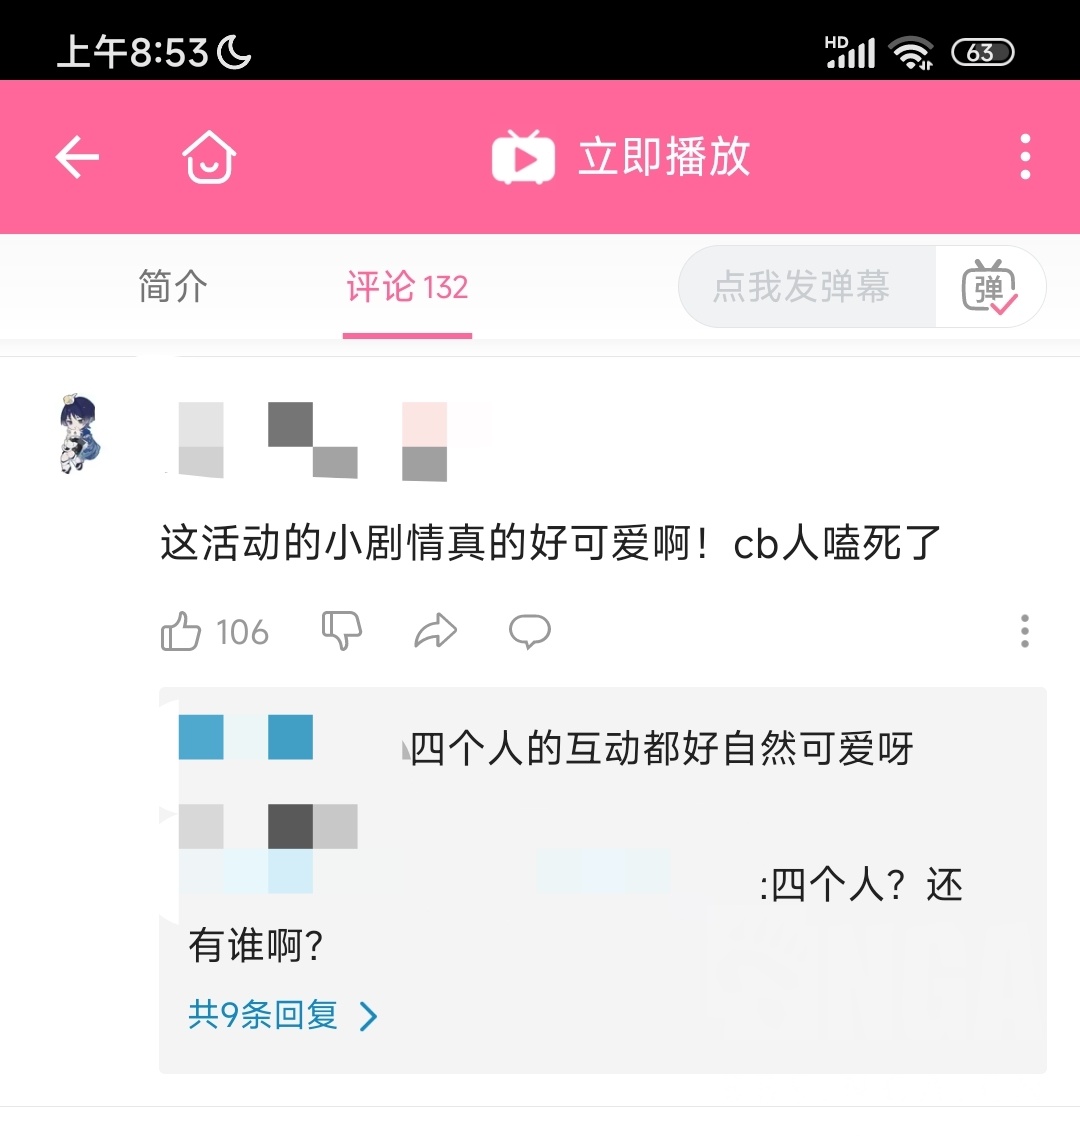 上午8:53
HD
63
立即播放
简介
评论 132
点我发弹幕
弹
这活动的小剧情真的好可爱啊！cb人嗑死了
106
四个人的互动都好自然可爱呀
:四个人？还
有谁啊？
共9条回复